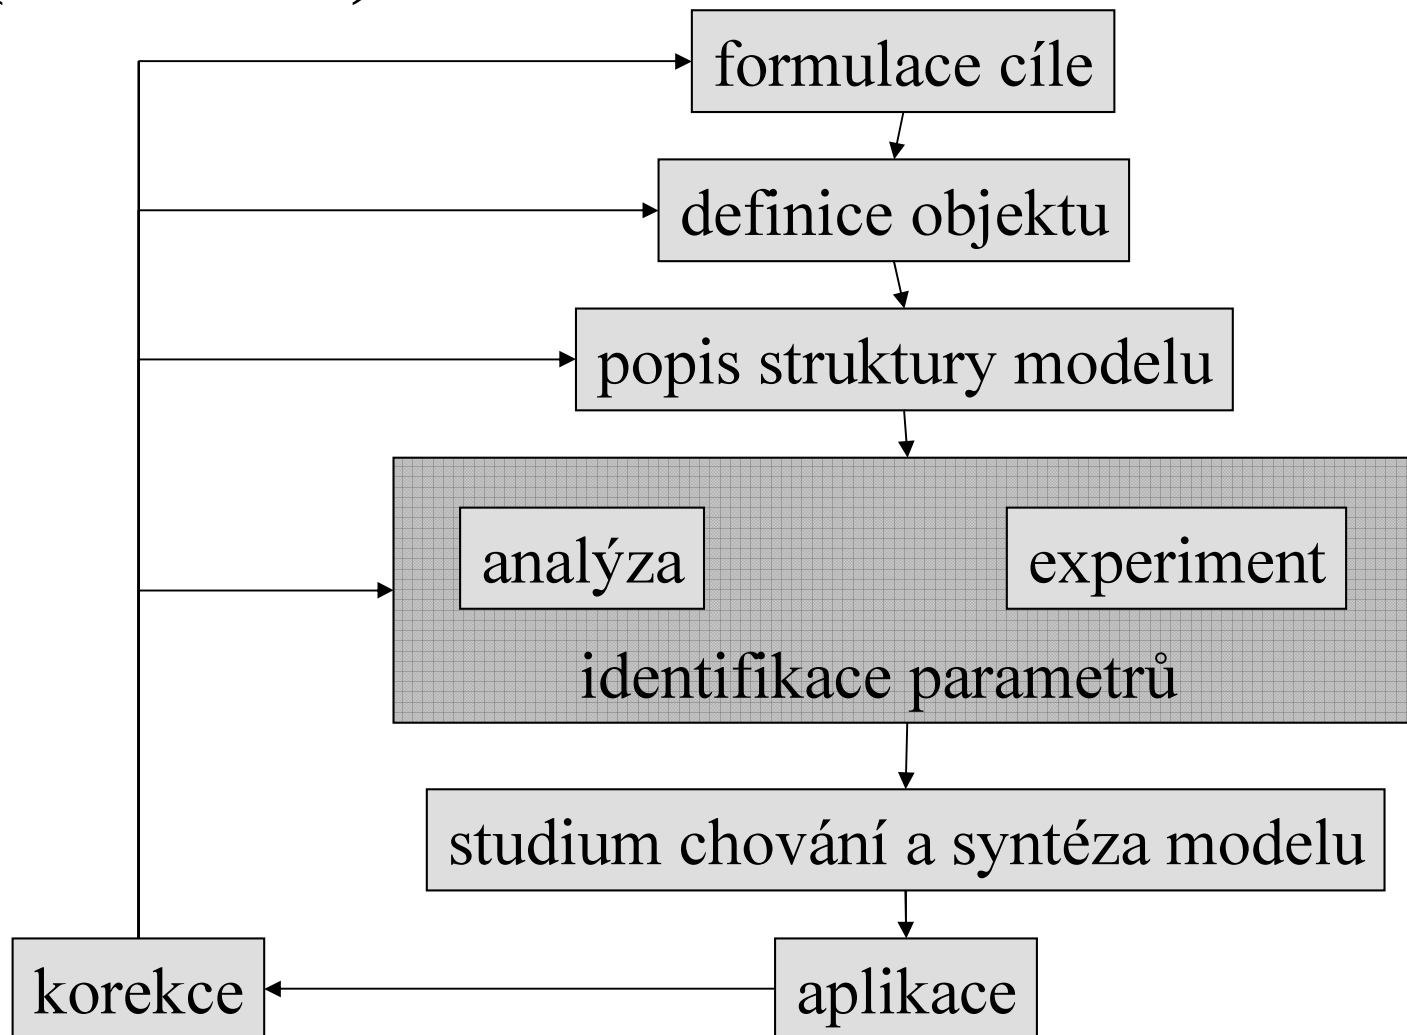 formulace cíle
definice objektu
popis struktury modelu
analýza
experiment
identifikace parametrů
studium chování a syntéza modelu
korekce
aplikace